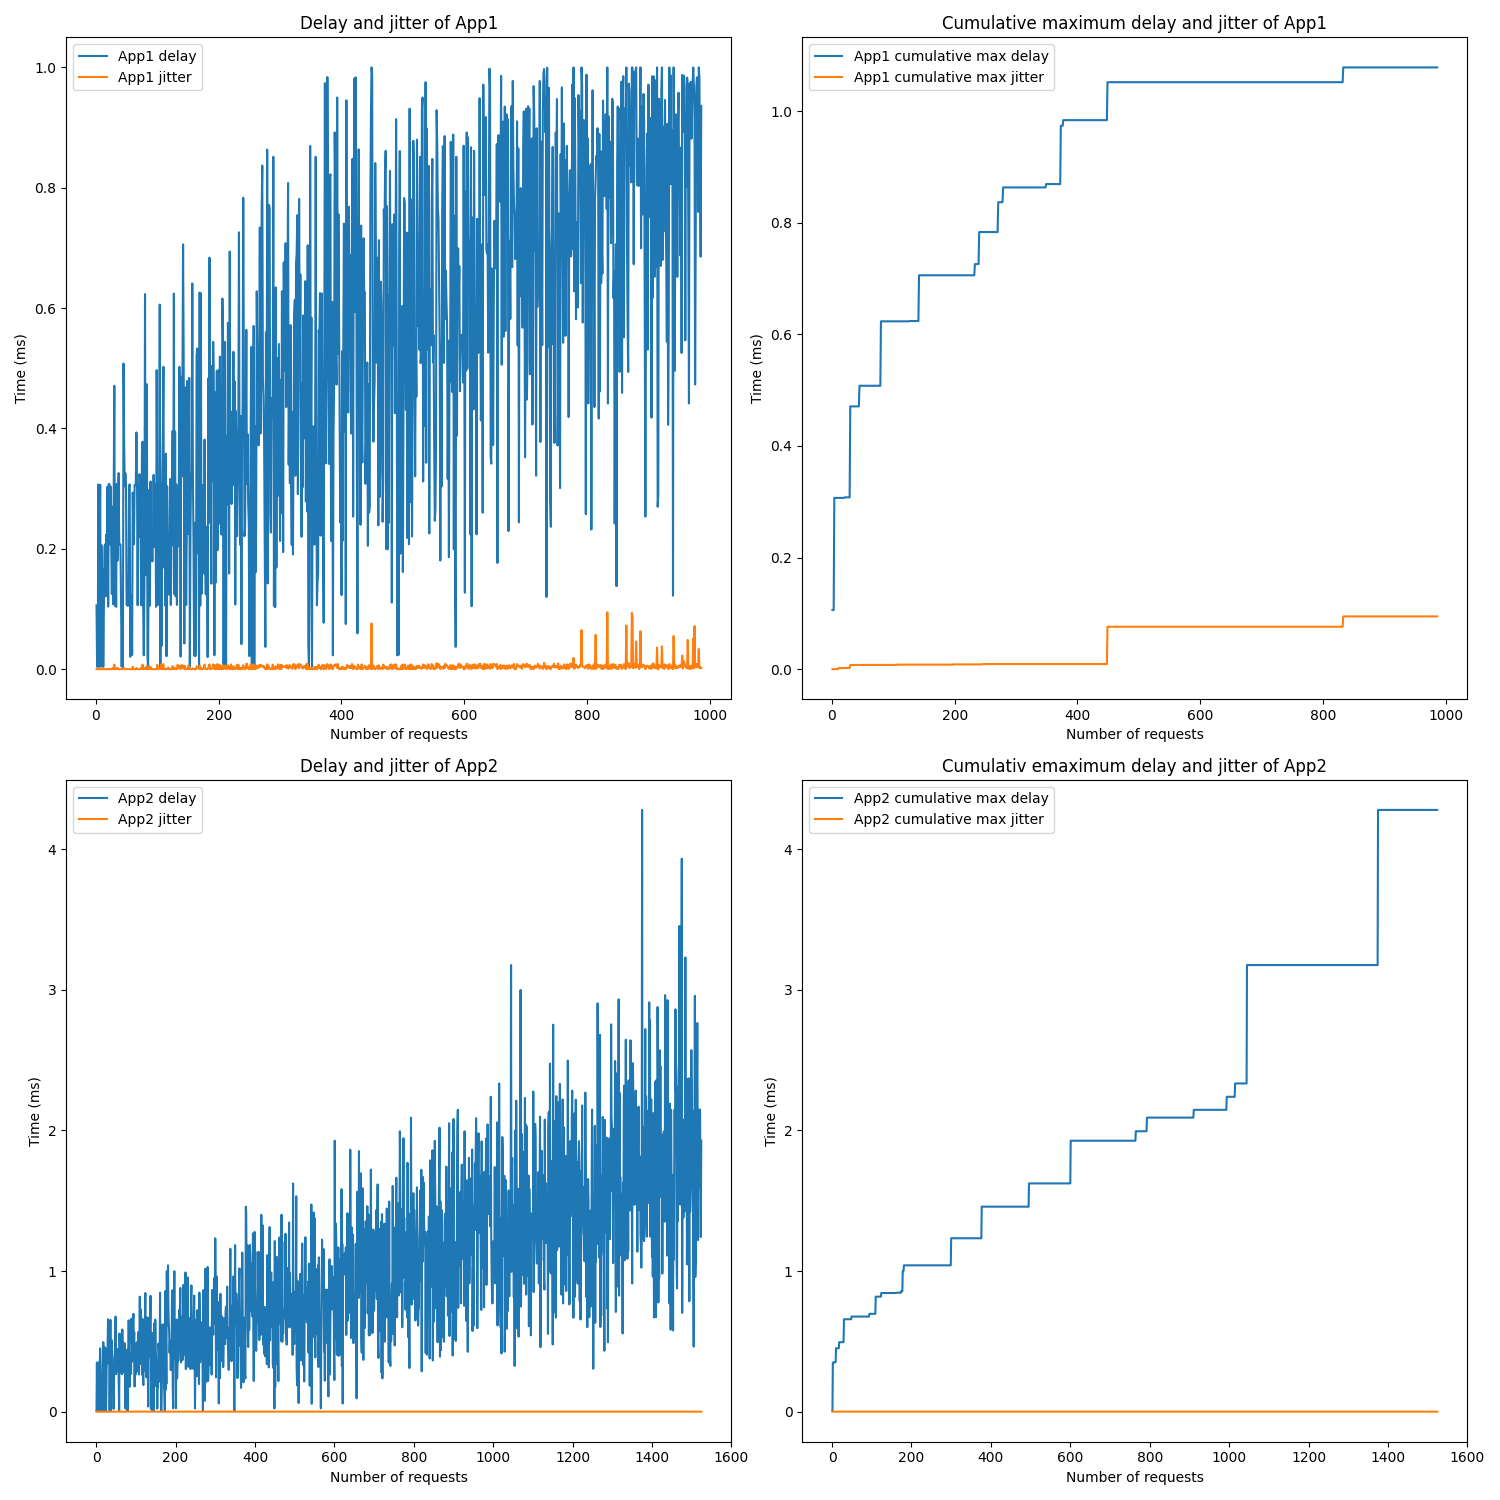 Delay and jitter of App1
App1 delay
App1 jitter
1.0
0.8
0.6
0.4
0.2
0.0
Time (ms)
0 200 400 600 800 1000
Number of requests
Cumulative maximum delay and jitter of App1
App1 cumulative max delay
App1 cumulative max jitter
1.0
0.8
0.6
0.4
0.2
0.0
Time (ms)
0 200 400 600 800 1000
Number of requests
Delay and jitter of App2
App2 delay
App2 jitter
4
3
2
1
0
Time (ms)
0 200 400 600 800 1000 1200 1400 1600
Number of requests
Cumulativ emaximum delay and jitter of App2
App2 cumulative max delay
App2 cumulative max jitter
4
3
2
1
0
Time (ms)
0 200 400 600 800 1000 1200 1400 1600
Number of requests